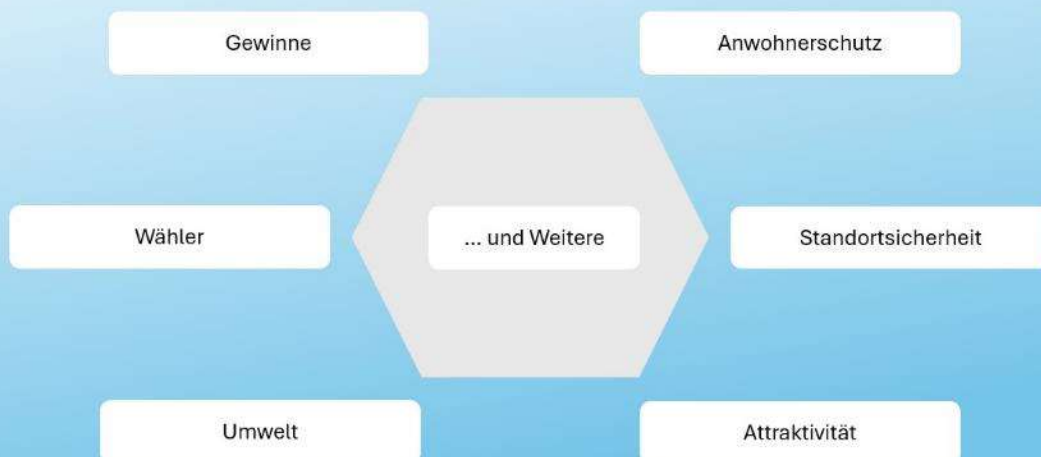 Gewinne
Anwohnerschutz
Wähler
... und Weitere
Standortsicherheit
Umwelt
Attraktivität